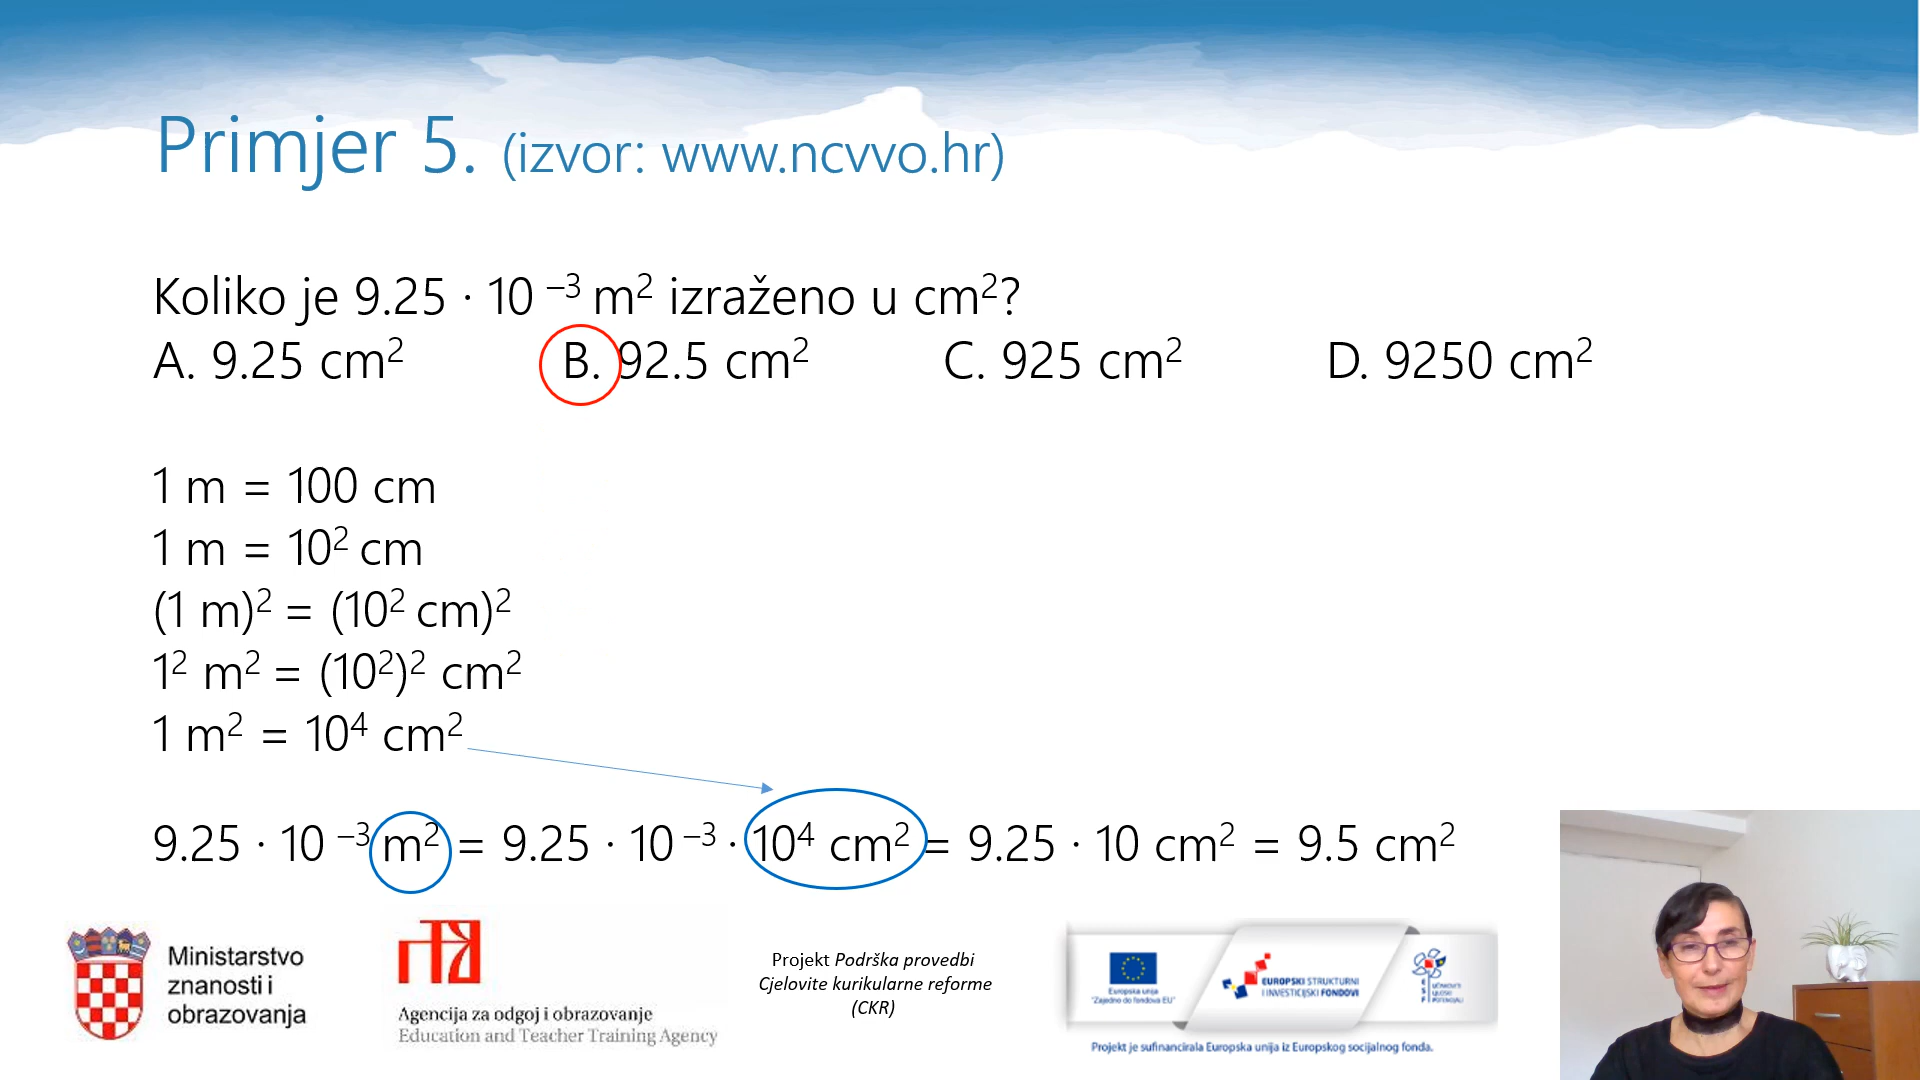 Primjer 5. (izvor: www.ncvvo.hr)
Koliko je 9.25 · 10 ⁻³ m² izraženo u cm²?
A. 9.25 cm² B. 92.5 cm² C. 925 cm² D. 9250 cm²
1 m = 100 cm
1 m = 10² cm
(1 m)² = (10² cm)²
1² m² = (10²)² cm²
1 m² = 10⁴ cm²
9.25 · 10 ⁻³ m² = 9.25 · 10 ⁻³ · 10⁴ cm² = 9.25 · 10 cm² = 9.5 cm²
Ministarstvo
znanosti i
obrazovanja
Agencija za odgoj i obrazovanje
Education and Teacher Training Agency
Projekt Podrška provedbi
Cjelovite kurikularne reforme
(CKR)
Europska unija
"Zajedno do fondova EU"
EUROPSKI STRUKTURNI
I INVESTICIJSKI FONDOVI
Projekt je sufinancirala Europska unija iz Europskog socijalnog fonda.